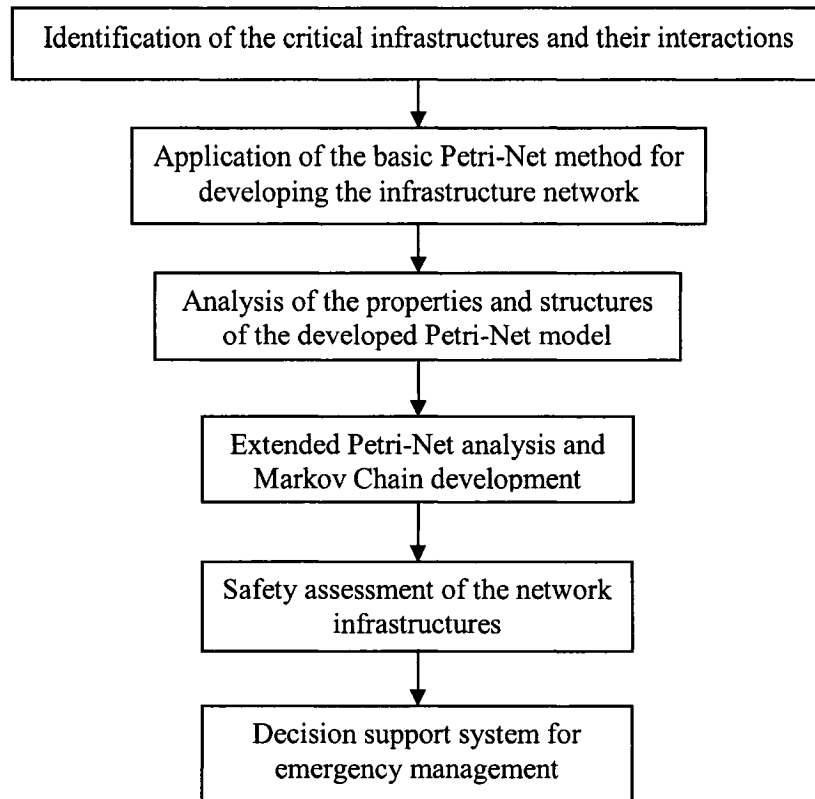 Identification of the critical infrastructures and their interactions
Application of the basic Petri-Net method for
developing the infrastructure network
Analysis of the properties and structures
of the developed Petri-Net model
Extended Petri-Net analysis and
Markov Chain development
Safety assessment of the network
infrastructures
Decision support system for
emergency management